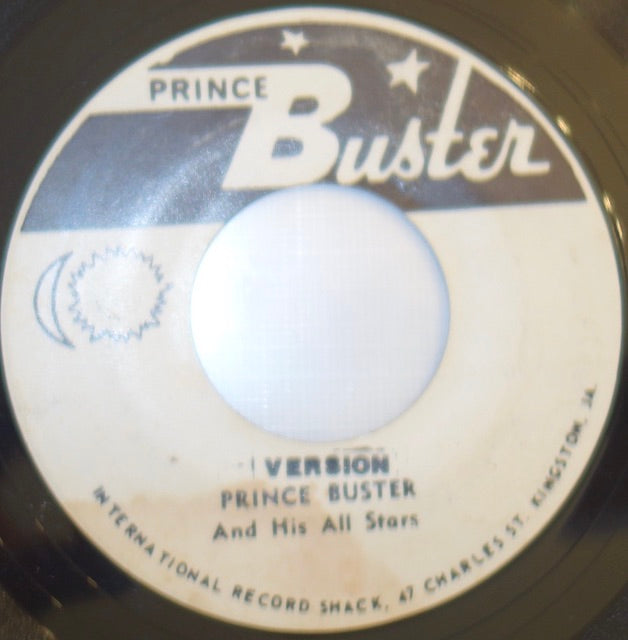 PRINCE
Buster
VERSION
PRINCE BUSTER
And His All Stars
INTERNATIONAL RECORD SHACK, 47 CHARLES ST. KINGSTON, JA.